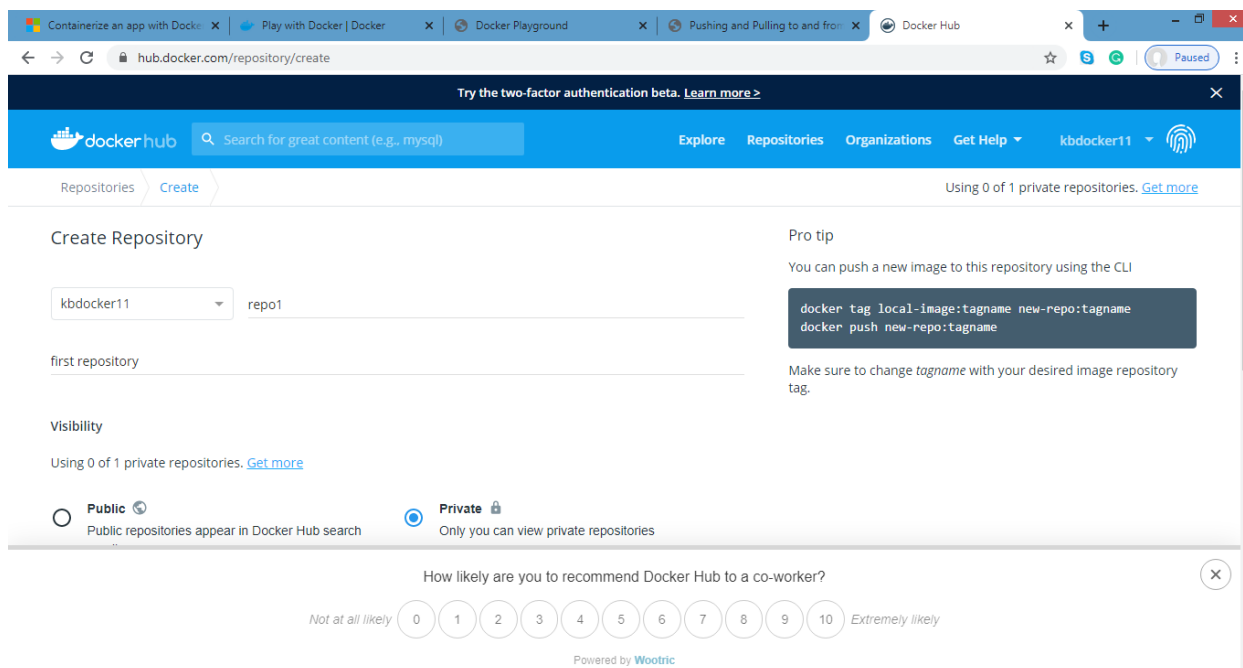 Containerize an app with Docke
Play with Docker | Docker
Docker Playground
Pushing and Pulling to and from
Docker Hub
hub.docker.com/repository/create
Paused
Try the two-factor authentication beta. Learn more >
dockerhub
Search for great content (e.g., mysql)
Explore
Repositories
Organizations
Get Help
kbdocker11
Repositories
Create
Using 0 of 1 private repositories. Get more
Create Repository
kbdocker11
repo1
first repository
Visibility
Using 0 of 1 private repositories. Get more
Public
Public repositories appear in Docker Hub search
Private
Only you can view private repositories
Pro tip
You can push a new image to this repository using the CLI
docker tag local-image:tagname new-repo:tagname
docker push new-repo:tagname
Make sure to change tagname with your desired image repository
tag.
How likely are you to recommend Docker Hub to a co-worker?
Not at all likely 0 1 2 3 4 5 6 7 8 9 10 Extremely likely
Powered by Wootric